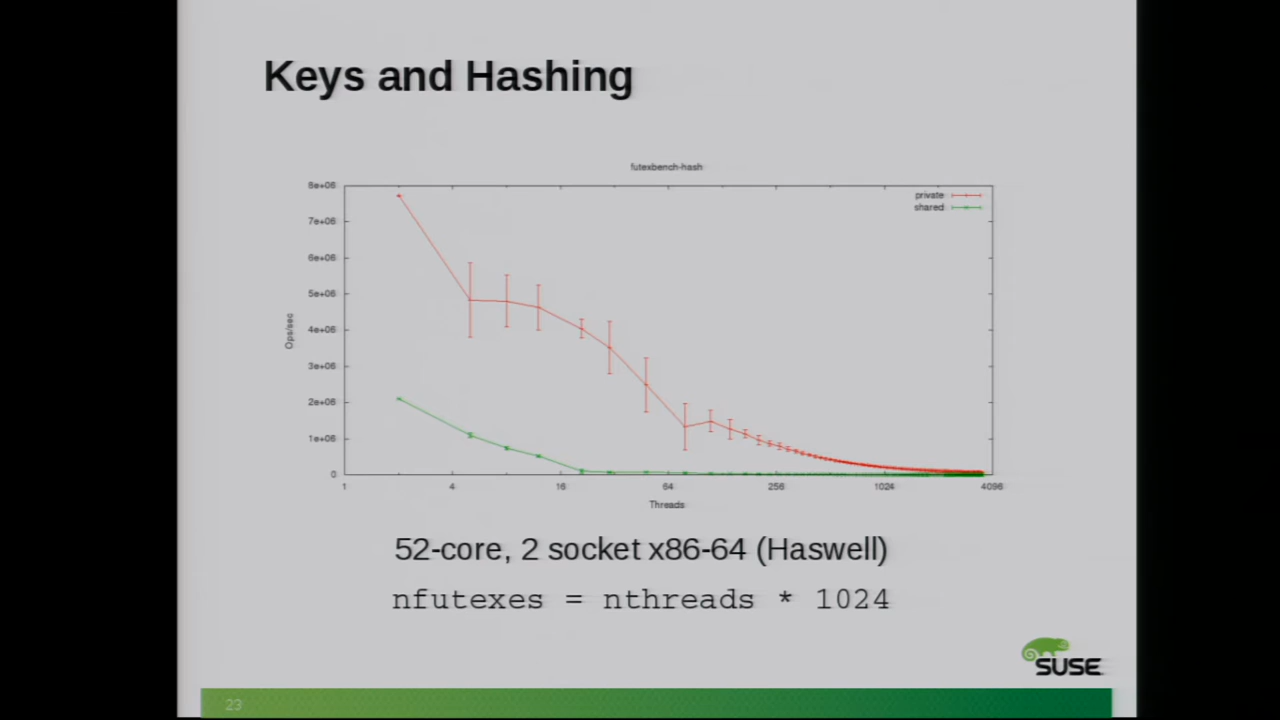 Keys and Hashing
futexbench-hash
8e+06
7e+06
6e+06
5e+06
4e+06
3e+06
2e+06
1e+06
0
Ops/sec
private
shared
1 4 16 64 256 1024 4096
Threads
52-core, 2 socket x86-64 (Haswell)
nfutexes = nthreads * 1024
SUSE
23